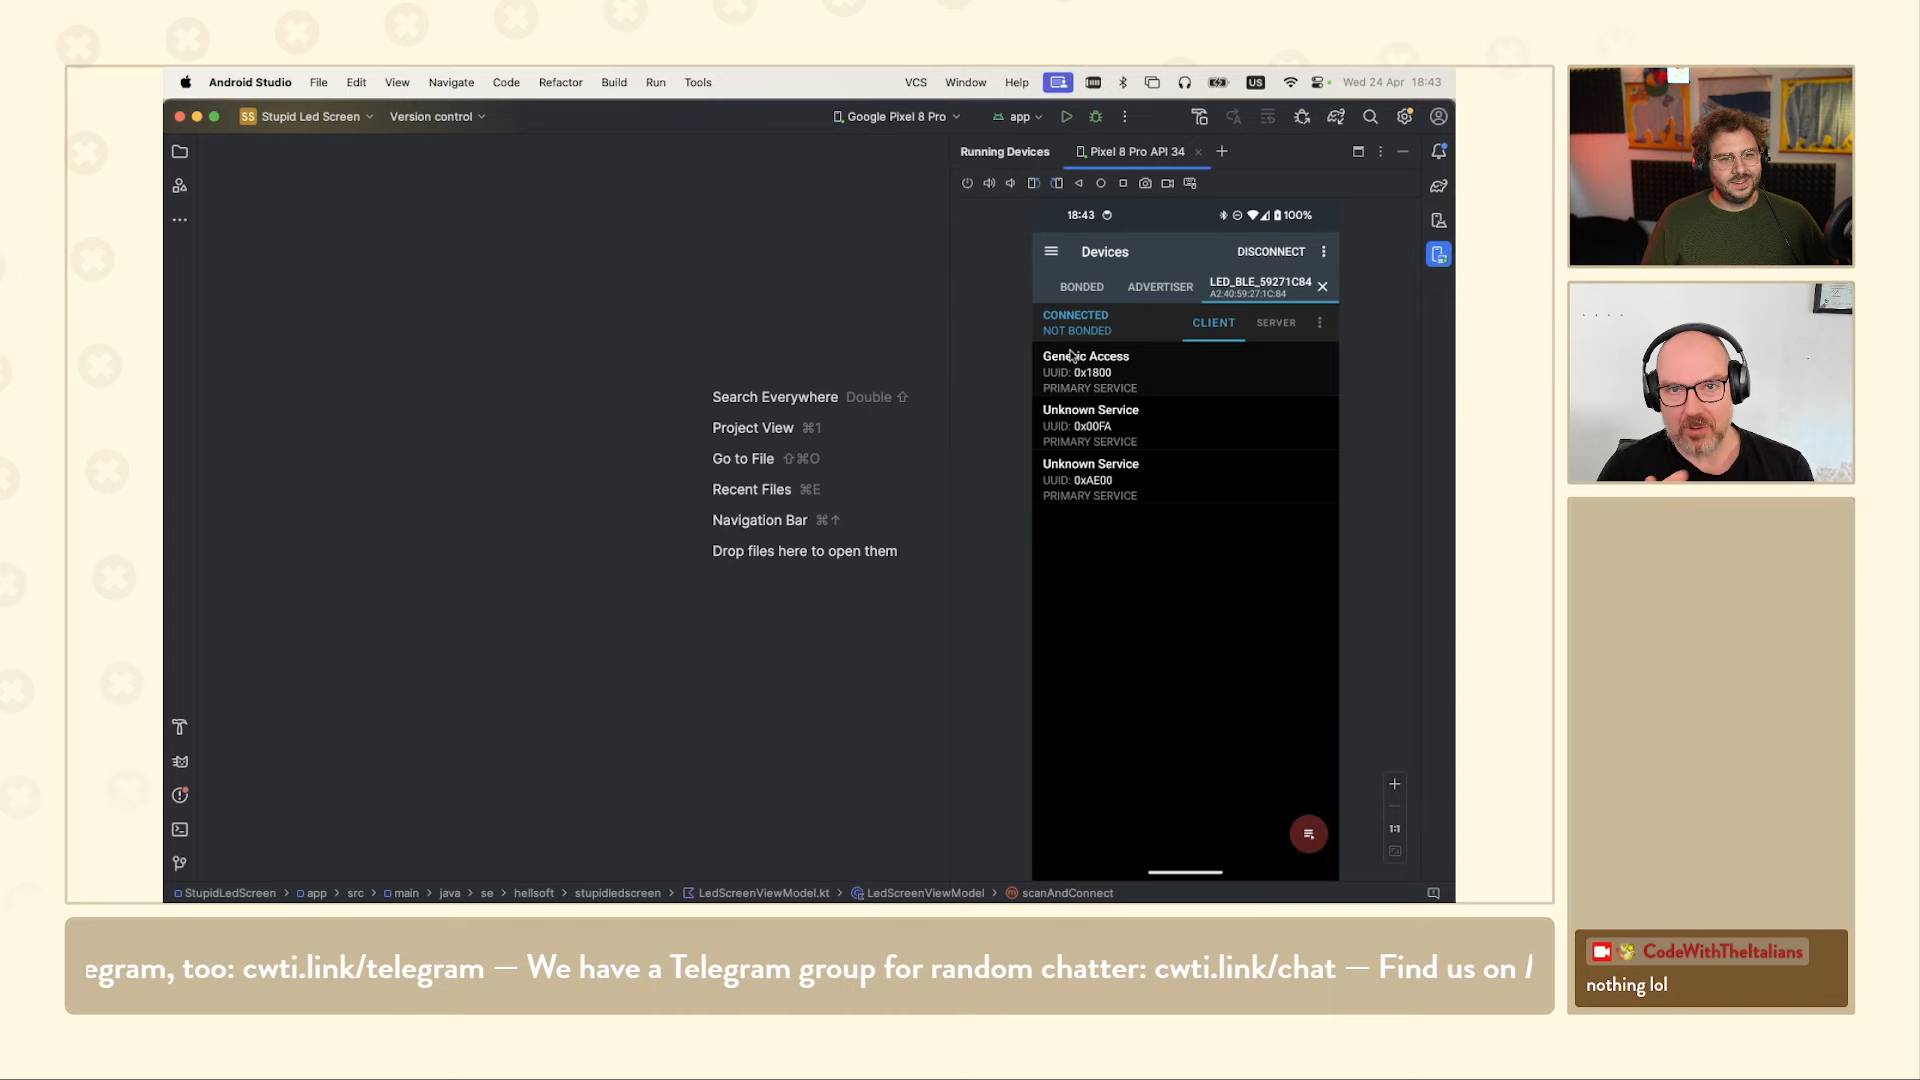 Android Studio File Edit View Navigate Code Refactor Build Run Tools VCS Window Help US Wed 24 Apr 18:43
SS Stupid Led Screen Version control Google Pixel 8 Pro app
Running Devices Pixel 8 Pro API 34
18:43 100%
Devices DISCONNECT
BONDED ADVERTISER LED_BLE_59271C84
A2:40:59:27:1C:84
CONNECTED
NOT BONDED
CLIENT SERVER
Generic Access
UUID: 0x1800
PRIMARY SERVICE
Unknown Service
UUID: 0x00FA
PRIMARY SERVICE
Unknown Service
UUID: 0xAE00
PRIMARY SERVICE
Search Everywhere Double ⇧
Project View ⌘1
Go to File ⇧⌘O
Recent Files ⌘E
Navigation Bar ⌘↑
Drop files here to open them
1:1
StupidLedScreen > app > src > main > java > se > hellsoft > stupidledscreen > LedScreenViewModel.kt > LedScreenViewModel > scanAndConnect
egram, too: cwti.link/telegram — We have a Telegram group for random chatter: cwti.link/chat — Find us on
CodeWithTheItalians
nothing lol